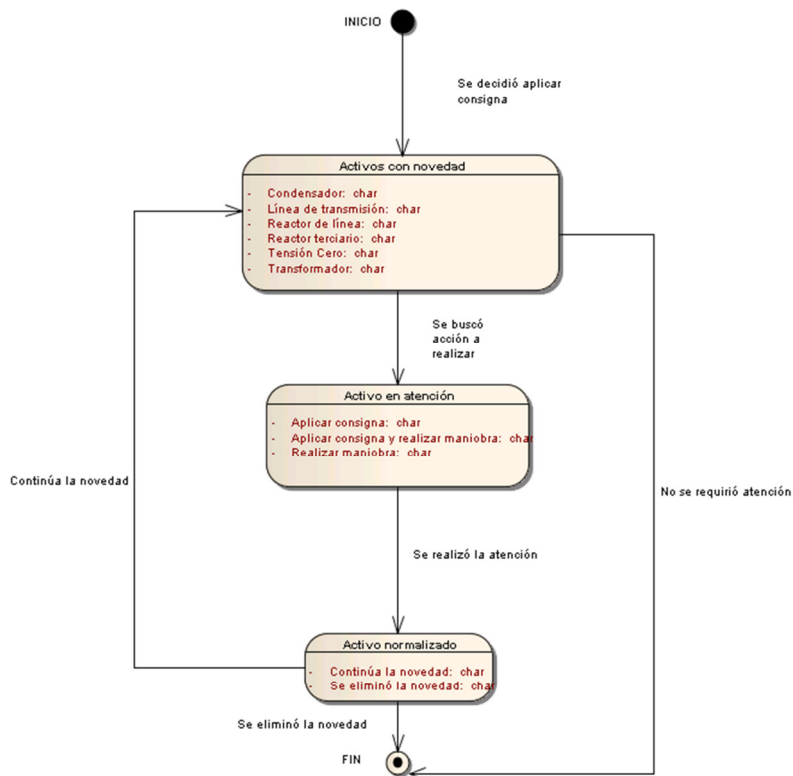 INICIO
Se decidió aplicar
consigna
Activos con novedad
- Condensador: char
- Línea de transmisión: char
- Reactor de línea: char
- Reactor terciario: char
- Tensión Cero: char
- Transformador: char
Se buscó
acción a
realizar
Activo en atención
- Aplicar consigna: char
- Aplicar consigna y realizar maniobra: char
- Realizar maniobra: char
Continúa la novedad
No se requirió atención
Se realizó la atención
Activo normalizado
- Continúa la novedad: char
- Se eliminó la novedad: char
Se eliminó la novedad
FIN